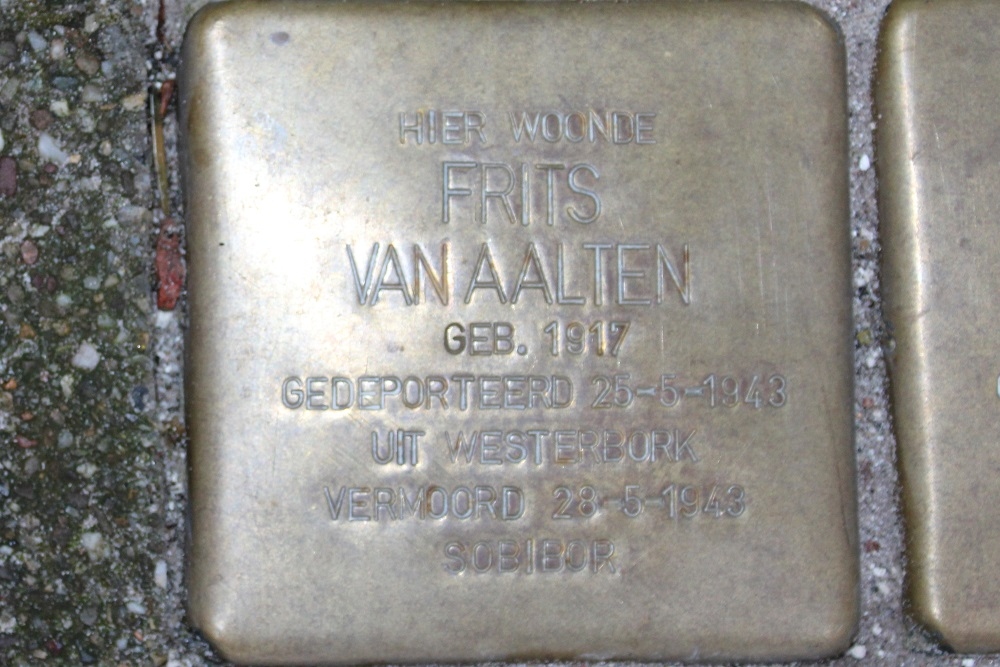 HIER WOONDE
FRITS
VAN AALTEN
GEB. 1917
GEDEPORTEERD 25-5-1943
UIT WESTERBORK
VERMOORD 28-5-1943
SOBIBOR